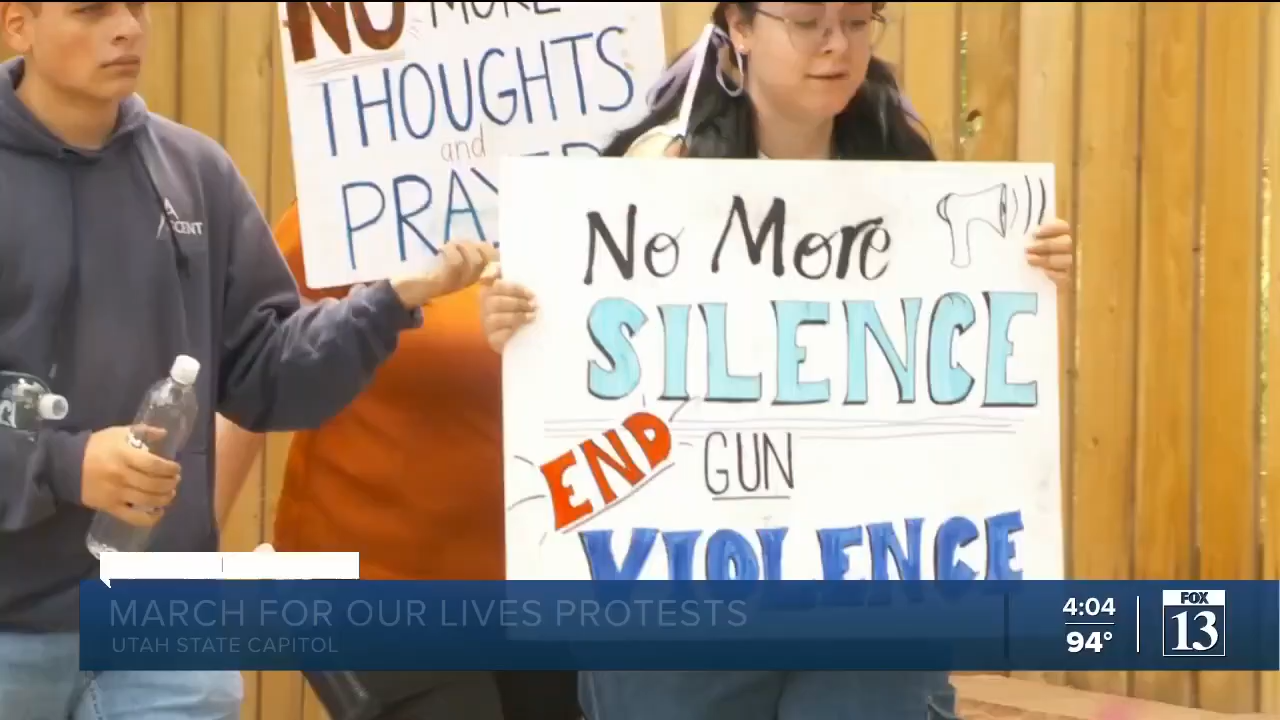 NO MORE
THOUGHTS
and
No More
SILENCE
END GUN
VIOLENCE
MARCH FOR OUR LIVES PROTESTS
UTAH STATE CAPITOL
4:04
94°
FOX
13